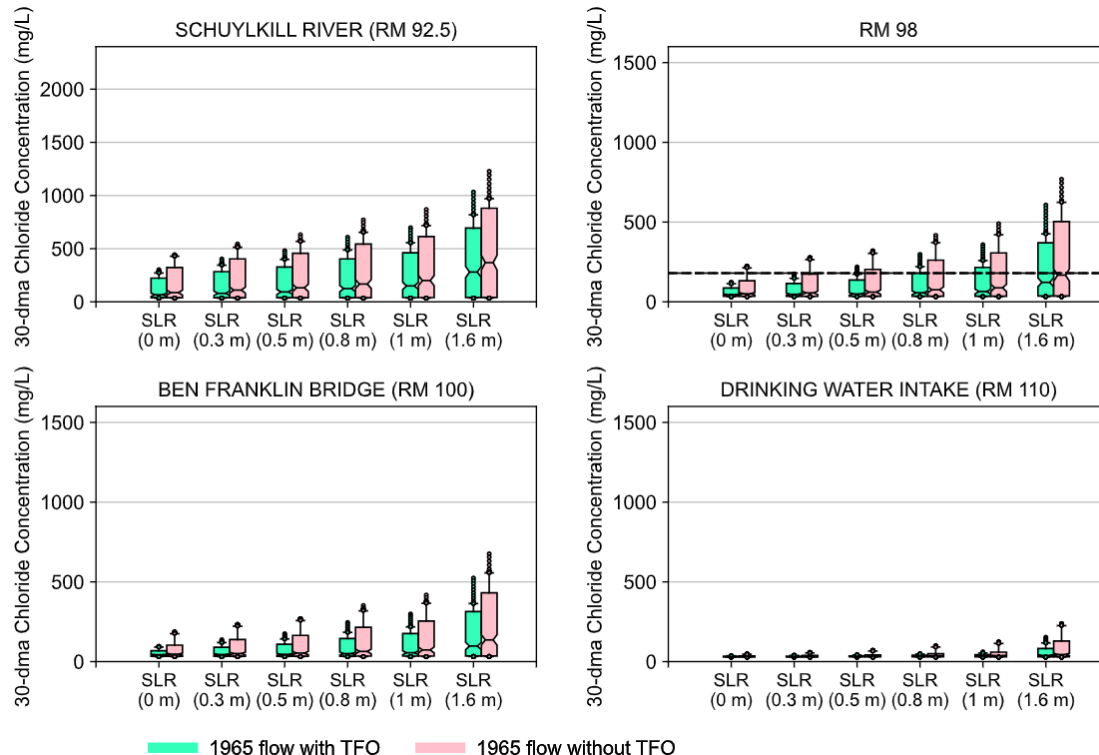 SCHUYLKILL RIVER (RM 92.5)
30-dma Chloride Concentration (mg/L)
2000
1500
1000
500
0
SLR SLR SLR SLR SLR SLR
(0 m) (0.3 m) (0.5 m) (0.8 m) (1 m) (1.6 m)
RM 98
30-dma Chloride Concentration (mg/L)
1500
1000
500
0
SLR SLR SLR SLR SLR SLR
(0 m) (0.3 m) (0.5 m) (0.8 m) (1 m) (1.6 m)
BEN FRANKLIN BRIDGE (RM 100)
30-dma Chloride Concentration (mg/L)
1500
1000
500
0
SLR SLR SLR SLR SLR SLR
(0 m) (0.3 m) (0.5 m) (0.8 m) (1 m) (1.6 m)
DRINKING WATER INTAKE (RM 110)
30-dma Chloride Concentration (mg/L)
1500
1000
500
0
SLR SLR SLR SLR SLR SLR
(0 m) (0.3 m) (0.5 m) (0.8 m) (1 m) (1.6 m)
1965 flow with TFO 1965 flow without TFO